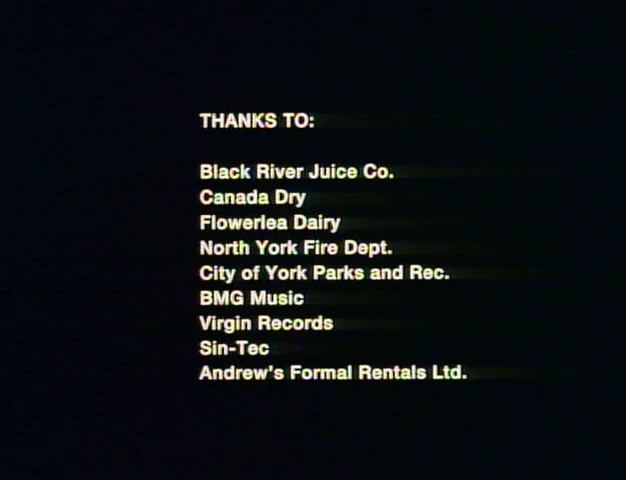 THANKS TO:
Black River Juice Co.
Canada Dry
Flowerlea Dairy
North York Fire Dept.
City of York Parks and Rec.
BMG Music
Virgin Records
Sin-Tec
Andrew's Formal Rentals Ltd.